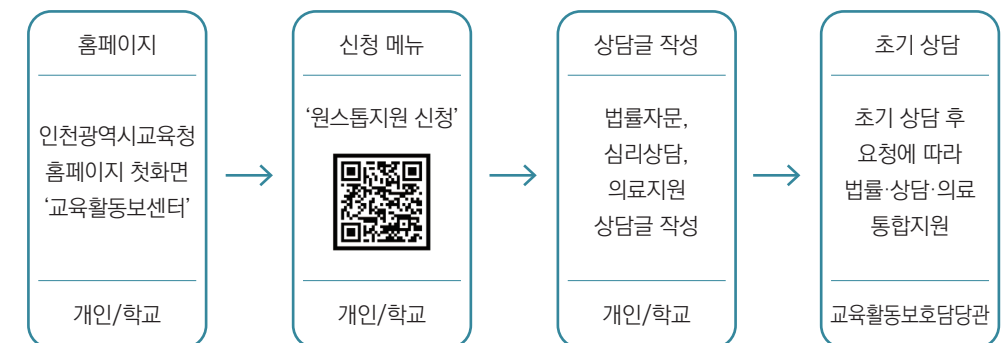 홈페이지
인천광역시교육청
홈페이지 첫화면
‘교육활동보센터’
개인/학교
신청 메뉴
‘원스톱지원 신청’
개인/학교
상담글 작성
법률자문,
심리상담,
의료지원
상담글 작성
개인/학교
초기 상담
초기 상담 후
요청에 따라
법률·상담·의료
통합지원
교육활동보호담당관